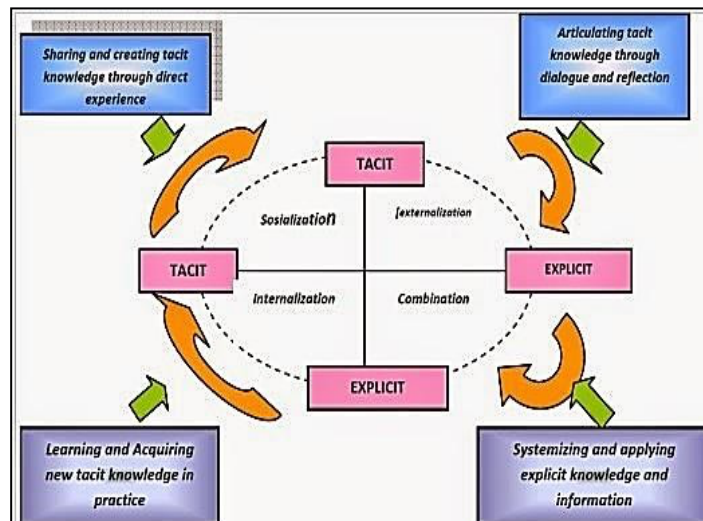 Sharing and creating tacit
knowledge through direct
experience
Articulating tacit
knowledge through
dialogue and reflection
TACIT
Sosialization
[externalization
TACIT
EXPLICIT
Internalization
Combination
EXPLICIT
Learning and Acquiring
new tacit knowledge in
practice
Systemizing and applying
explicit knowledge and
information